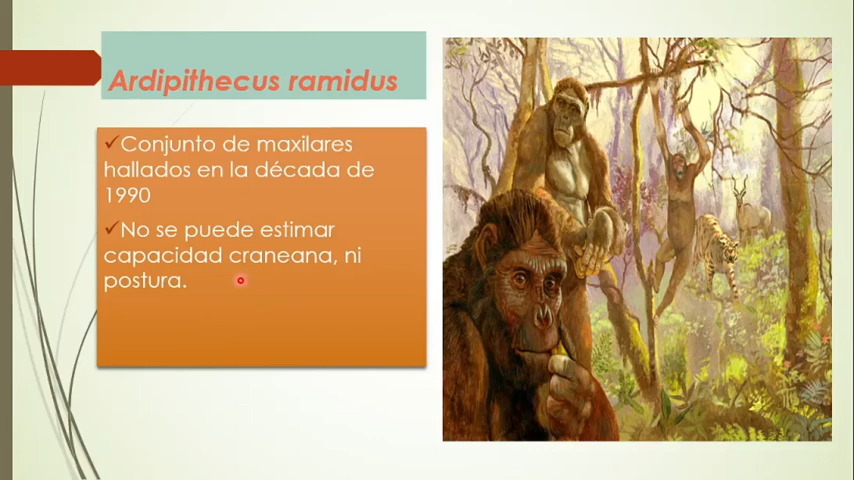 Ardipithecus ramidus
✓Conjunto de maxilares
hallados en la década de
1990
✓No se puede estimar
capacidad craneana, ni
postura.